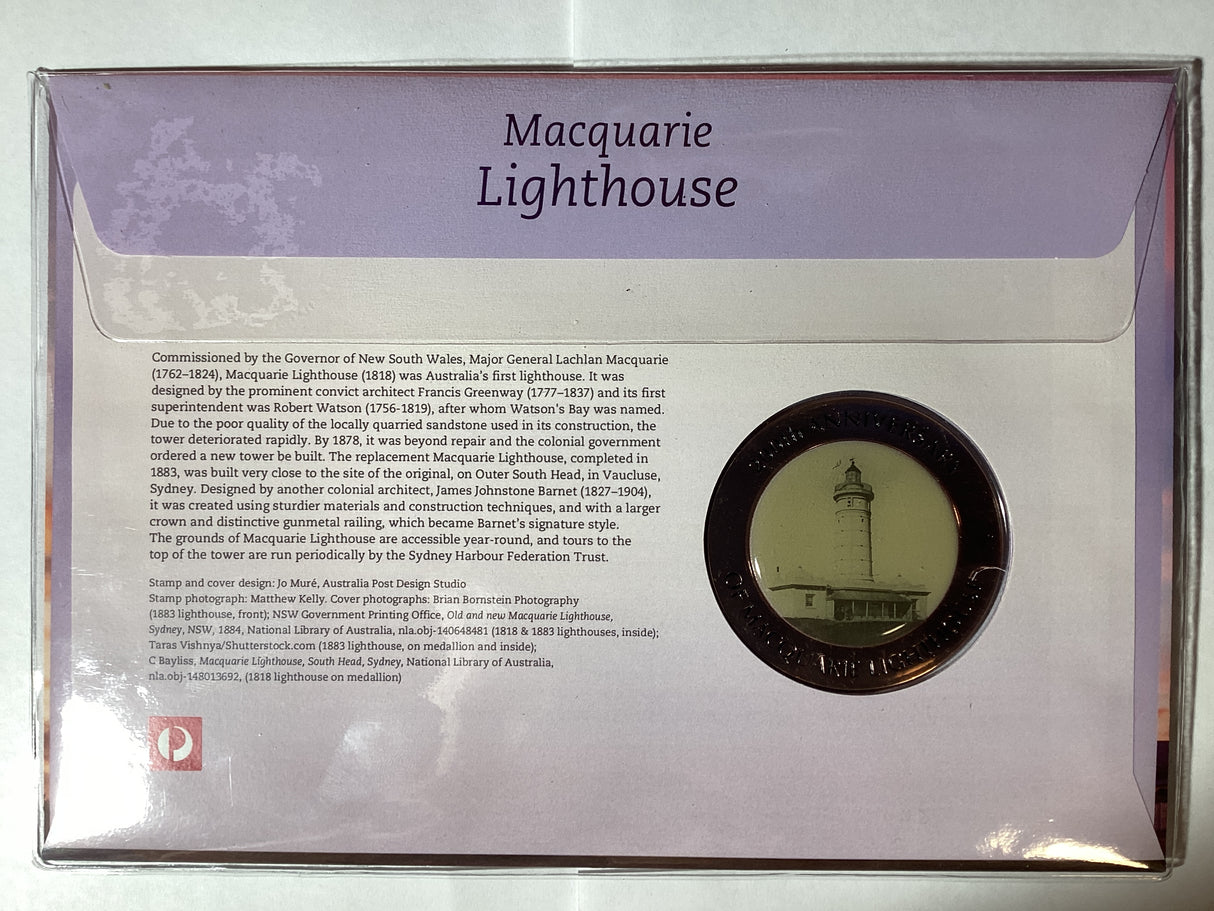 Macquarie
Lighthouse
Commissioned by the Governor of New South Wales, Major General Lachlan Macquarie
(1762–1824), Macquarie Lighthouse (1818) was Australia's first lighthouse. It was
designed by the prominent convict architect Francis Greenway (1777–1837) and its first
superintendent was Robert Watson (1756-1819), after whom Watson's Bay was named.
Due to the poor quality of the locally quarried sandstone used in its construction, the
tower deteriorated rapidly. By 1878, it was beyond repair and the colonial government
ordered a new tower be built. The replacement Macquarie Lighthouse, completed in
1883, was built very close to the site of the original, on Outer South Head, in Vaucluse,
Sydney. Designed by another colonial architect, James Johnstone Barnet (1827–1904),
it was created using sturdier materials and construction techniques, and with a larger
crown and distinctive gunmetal railing, which became Barnet's signature style.
The grounds of Macquarie Lighthouse are accessible year-round, and tours to the
top of the tower are run periodically by the Sydney Harbour Federation Trust.
Stamp and cover design: Jo Muré, Australia Post Design Studio
Stamp photograph: Matthew Kelly. Cover photographs: Brian Bornstein Photography
(1883 lighthouse, front); NSW Government Printing Office, Old and new Macquarie Lighthouse,
Sydney, NSW, 1884, National Library of Australia, nla.obj-140648481 (1818 & 1883 lighthouses, inside);
Taras Vishnya/Shutterstock.com (1883 lighthouse, on medallion and inside);
C Bayliss, Macquarie Lighthouse, South Head, Sydney, National Library of Australia,
nla.obj-148013692, (1818 lighthouse on medallion)
ANNIVERSARY
OF MACQUARIE LIGHTHOUSE